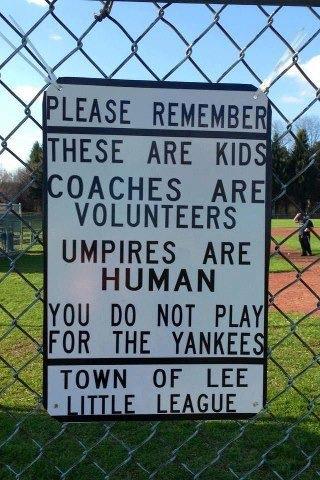 PLEASE REMEMBER
THESE ARE KIDS
COACHES ARE
VOLUNTEERS
UMPIRES ARE
HUMAN
YOU DO NOT PLAY
FOR THE YANKEES
TOWN OF LEE
LITTLE LEAGUE